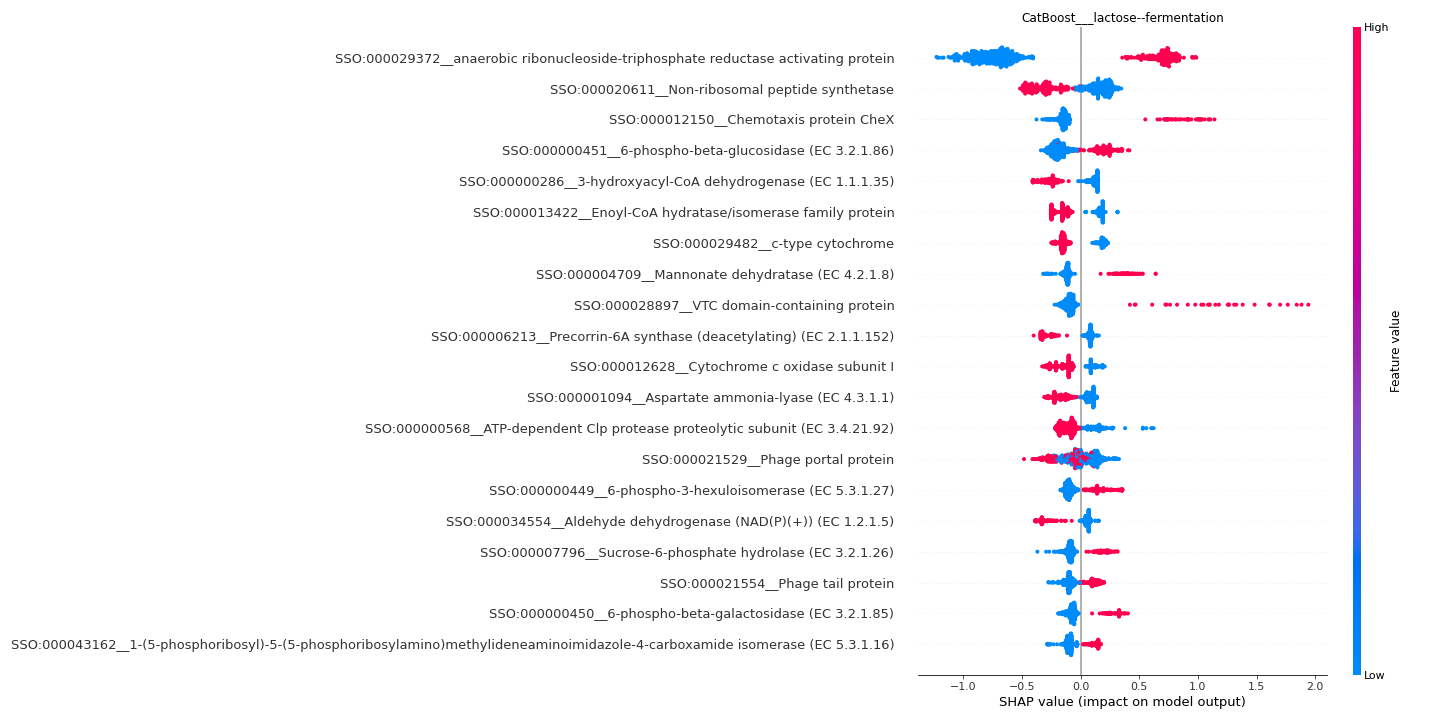 CatBoost___lactose--fermentation
High
SSO:000029372__anaerobic ribonucleoside-triphosphate reductase activating protein
SSO:000020611__Non-ribosomal peptide synthetase
SSO:000012150__Chemotaxis protein CheX
SSO:000000451__6-phospho-beta-glucosidase (EC 3.2.1.86)
SSO:000000286__3-hydroxyacyl-CoA dehydrogenase (EC 1.1.1.35)
SSO:000013422__Enoyl-CoA hydratase/isomerase family protein
SSO:000029482__c-type cytochrome
SSO:000004709__Mannonate dehydratase (EC 4.2.1.8)
SSO:000028897__VTC domain-containing protein
SSO:000006213__Precorrin-6A synthase (deacetylating) (EC 2.1.1.152)
SSO:000012628__Cytochrome c oxidase subunit I
SSO:000001094__Aspartate ammonia-lyase (EC 4.3.1.1)
SSO:000000568__ATP-dependent Clp protease proteolytic subunit (EC 3.4.21.92)
SSO:000021529__Phage portal protein
SSO:000000449__6-phospho-3-hexuloisomerase (EC 5.3.1.27)
SSO:000034554__Aldehyde dehydrogenase (NAD(P)(+)) (EC 1.2.1.5)
SSO:000007796__Sucrose-6-phosphate hydrolase (EC 3.2.1.26)
SSO:000021554__Phage tail protein
SSO:000000450__6-phospho-beta-galactosidase (EC 3.2.1.85)
SSO:000043162__1-(5-phosphoribosyl)-5-(5-phosphoribosylamino)methylideneaminoimidazole-4-carboxamide isomerase (EC 5.3.1.16)
Feature value
Low
−1.0 −0.5 0.0 0.5 1.0 1.5 2.0
SHAP value (impact on model output)